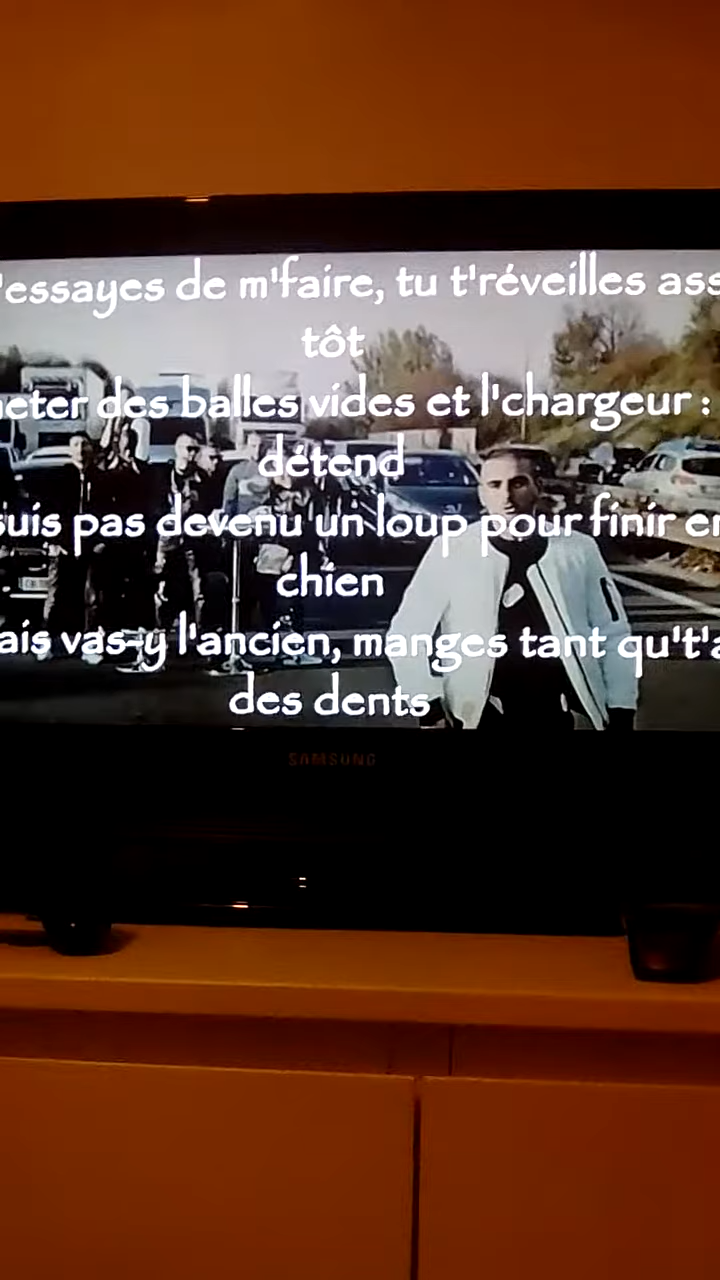 'essayes de m'faire, tu t'réveilles ass
tôt
eter des balles vides et l'chargeur :
détend
suis pas devenu un loup pour finir en
chien
ais vas-y l'ancien, manges tant qu't'a
des dents
SAMSUNG